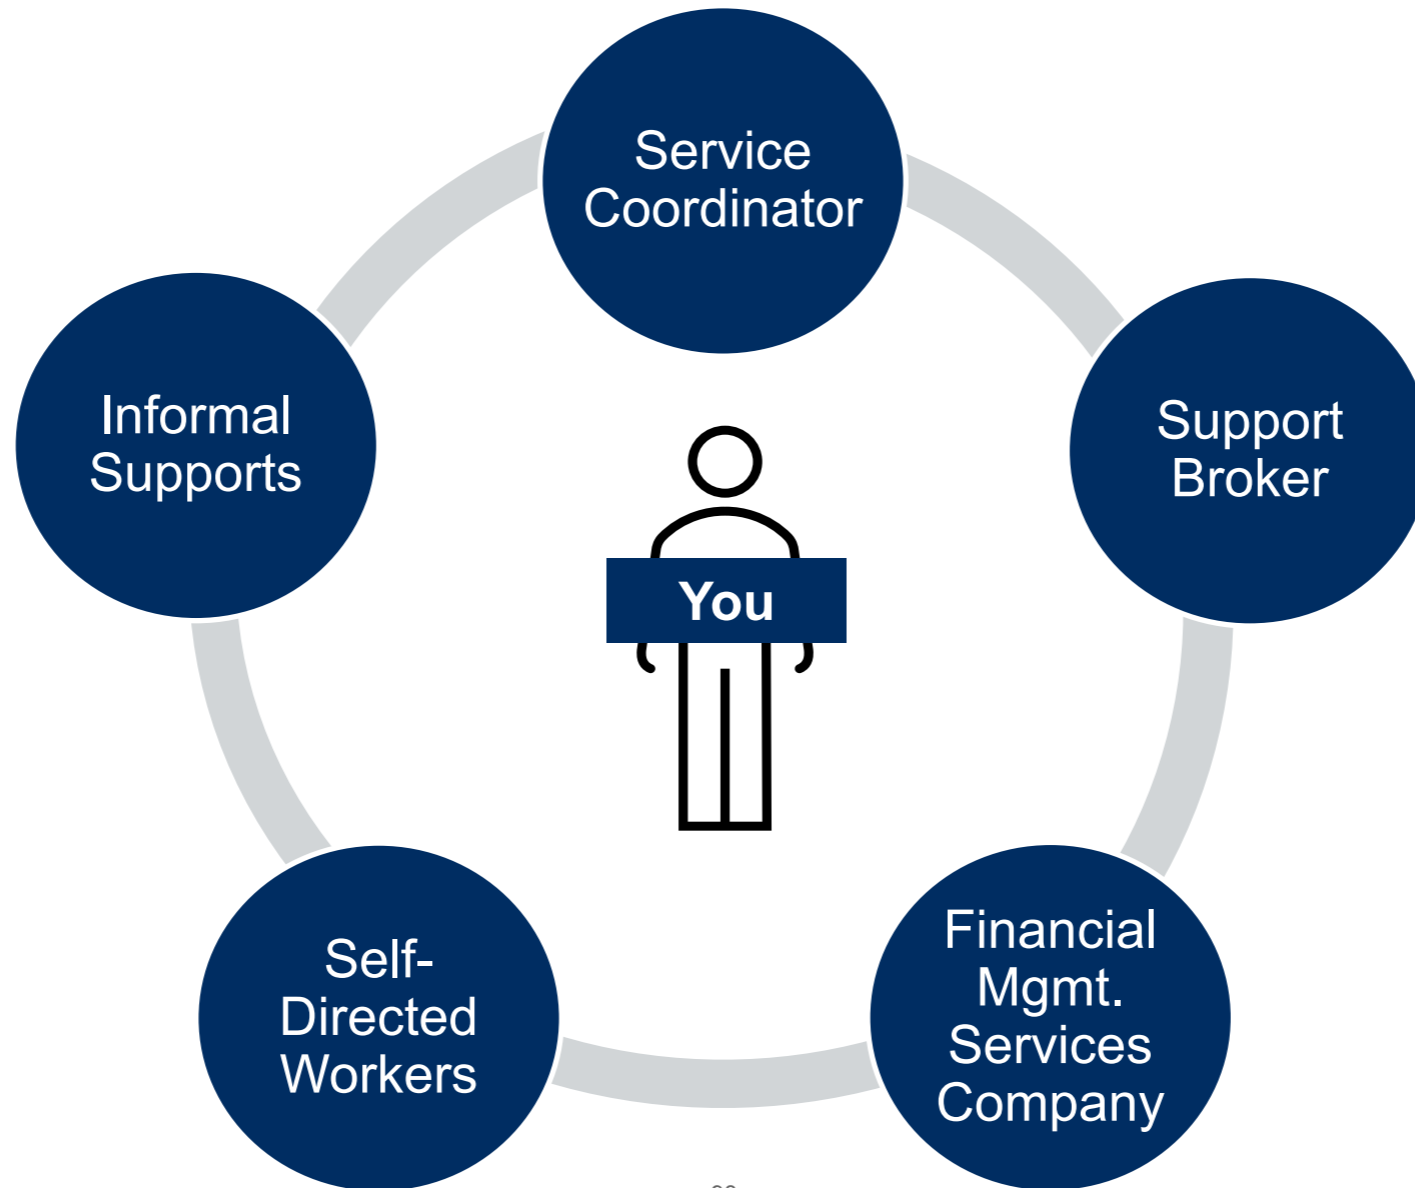 Service
Coordinator
Informal
Supports
Support
Broker
You
Self-
Directed
Workers
Financial
Mgmt.
Services
Company